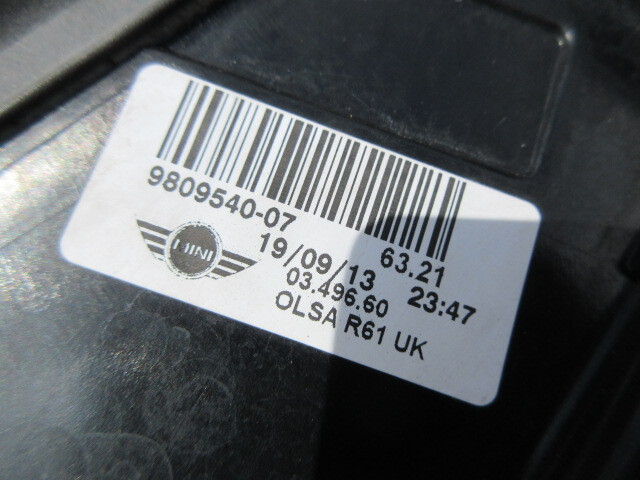 9809540-07 63.21
MINI 19/09/13 23:47
03.496.60
OLSA R61 UK